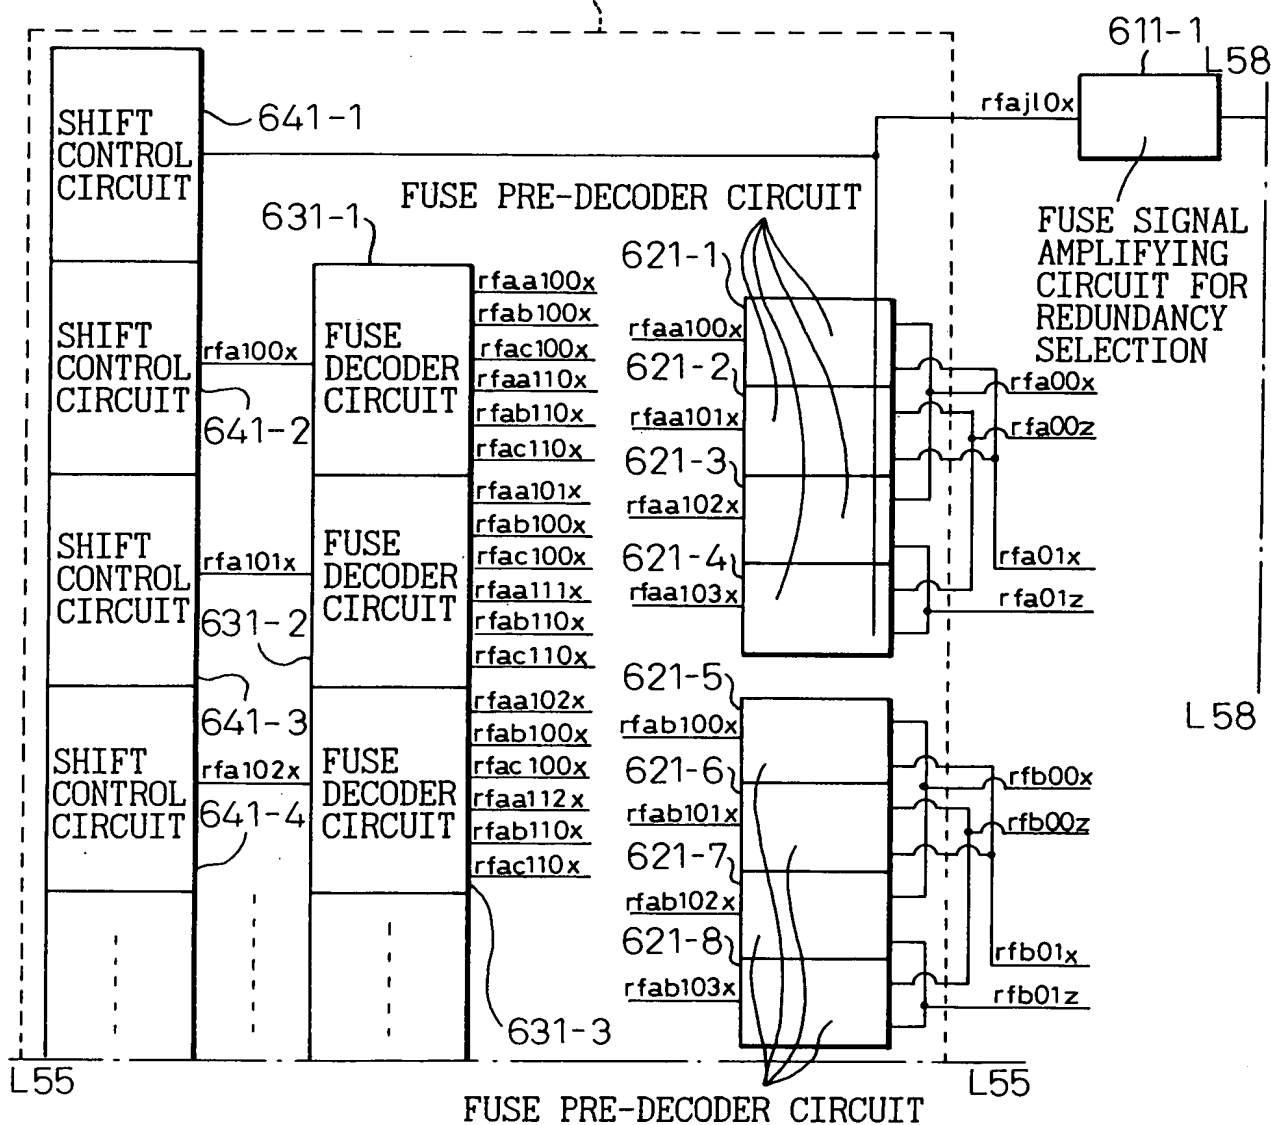 611-1
L58
rfajl0x
SHIFT
CONTROL
CIRCUIT
641-1
FUSE PRE-DECODER CIRCUIT
FUSE SIGNAL
AMPLIFYING
CIRCUIT FOR
REDUNDANCY
SELECTION
631-1
621-1
SHIFT
CONTROL
CIRCUIT
641-2
rfa100x
FUSE
DECODER
CIRCUIT
rfaa100x
rfab100x
rfac100x
rfaa110x
rfab110x
rfac110x
rfaa100x
621-2
rfaa101x
621-3
rfaa102x
621-4
rfaa103x
rfa00x
rfa00z
rfa01x
rfa01z
SHIFT
CONTROL
CIRCUIT
rfa101x
631-2
641-3
FUSE
DECODER
CIRCUIT
rfaa101x
rfab100x
rfac100x
rfaa111x
rfab110x
rfac110x
621-5
L58
SHIFT
CONTROL
CIRCUIT
rfa102x
641-4
FUSE
DECODER
CIRCUIT
rfaa102x
rfab100x
rfac100x
rfaa112x
rfab110x
rfac110x
rfab100x
621-6
rfab101x
621-7
rfab102x
621-8
rfab103x
rfb00x
rfb00z
rfb01x
rfb01z
631-3
L55
L55
FUSE PRE-DECODER CIRCUIT